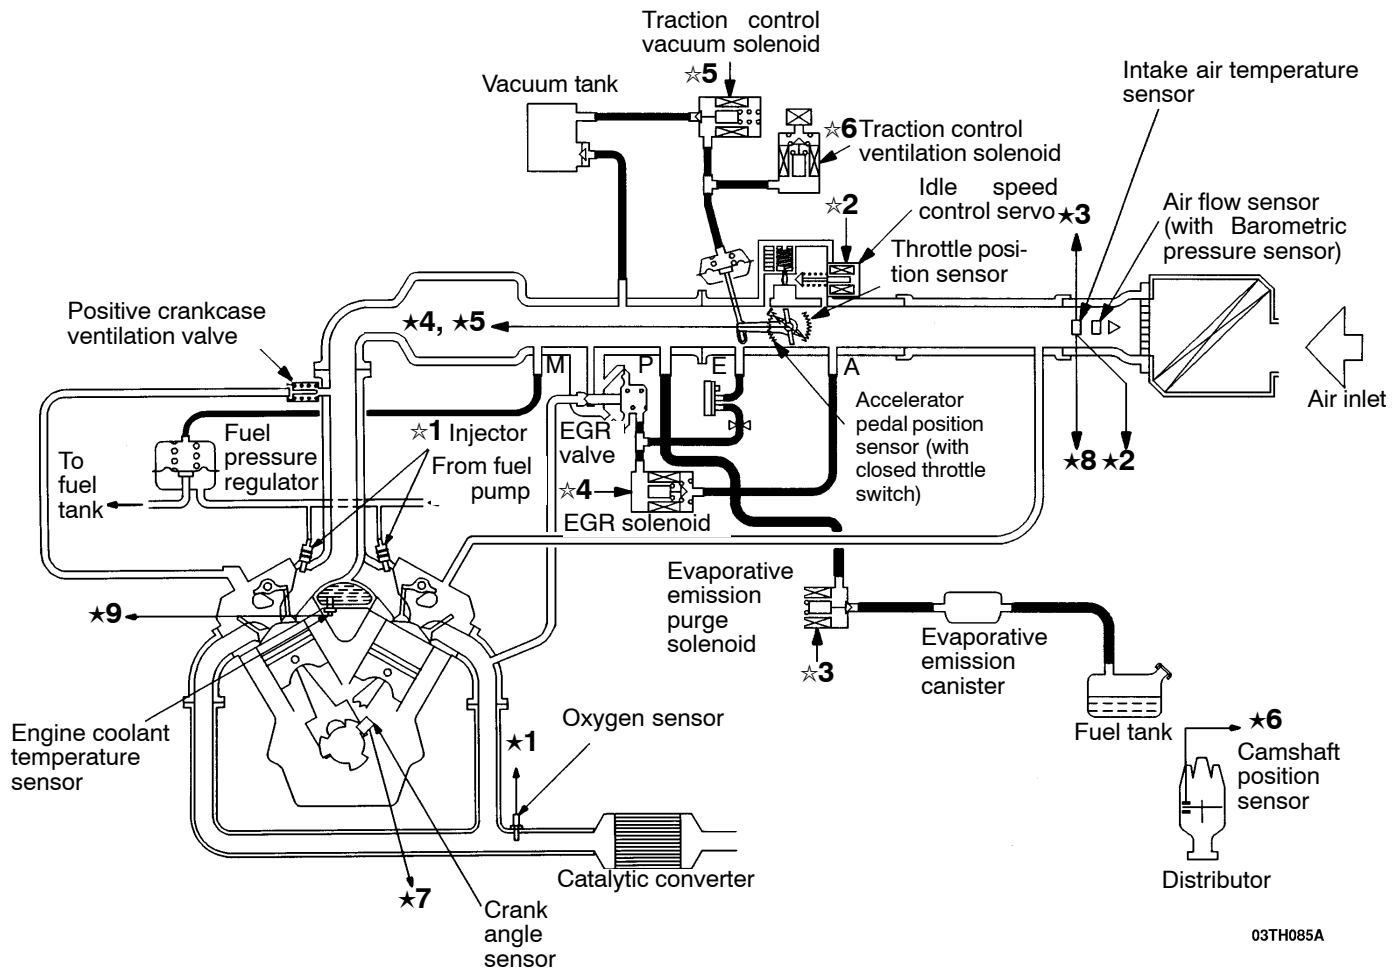 Traction control
vacuum solenoid
☆5
Vacuum tank
Intake air temperature
sensor
☆6 Traction control
ventilation solenoid
Idle speed
control servo
☆2
★3
Air flow sensor
(with Barometric
pressure sensor)
Throttle posi-
tion sensor
Positive crankcase
ventilation valve
★4, ★5
M
P
E
A
Air inlet
Accelerator
pedal position
sensor (with
closed throttle
switch)
★8 ★2
☆1 Injector
From fuel
pump
Fuel
pressure
regulator
To
fuel
tank
EGR
valve
☆4
EGR solenoid
Evaporative
emission
purge
solenoid
☆3
Evaporative
emission
canister
Fuel tank
★9
Engine coolant
temperature
sensor
Oxygen sensor
★1
★6
Camshaft
position
sensor
Distributor
Catalytic converter
★7
Crank
angle
sensor
03TH085A